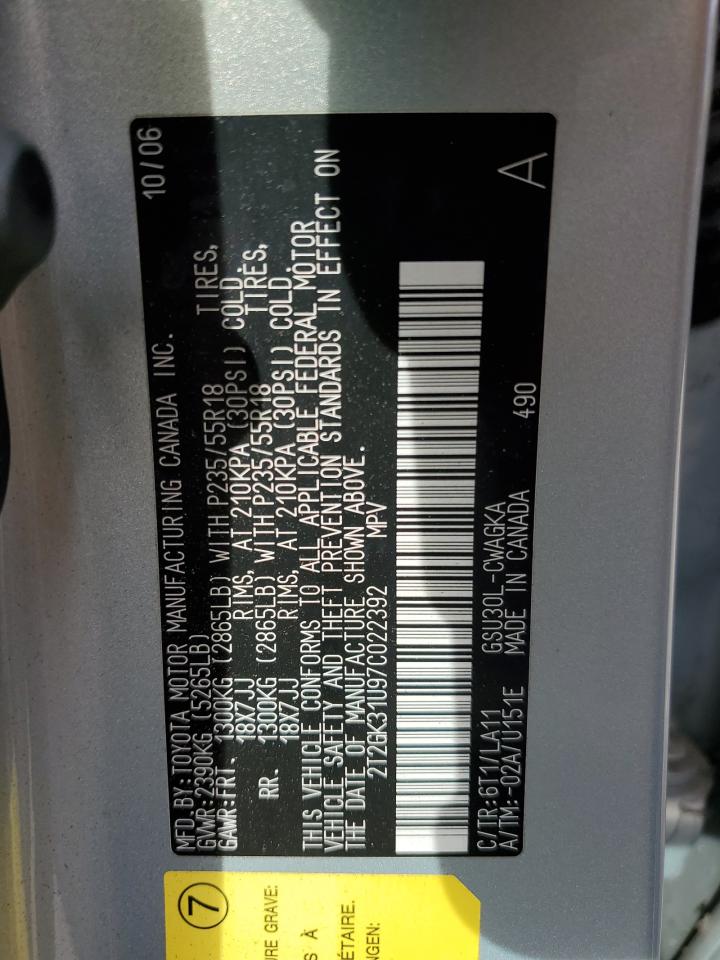 MFD.BY:TOYOTA MOTOR MANUFACTURING CANADA INC. 10/06
GVWR:2390KG (5265LB)
GAWR:FRT. 1300KG (2865LB) WITH P235/55R18 TIRES,
18X7JJ RIMS, AT 210KPA (30PSI) COLD.
RR. 1300KG (2865LB) WITH P235/55R18 TIRES,
18X7JJ RIMS, AT 210KPA (30PSI) COLD.
THIS VEHICLE CONFORMS TO ALL APPLICABLE FEDERAL MOTOR
VEHICLE SAFETY AND THEFT PREVENTION STANDARDS IN EFFECT ON
THE DATE OF MANUFACTURE SHOWN ABOVE.
2T2GK31U97C022392 MPV
C/TR:6T1/LA11 GSU30L-CWAGKA
A/TM:-02A/U151E MADE IN CANADA 490 A
7
URE GRAVE:
S À
ÉTAIRE.
NGEN: